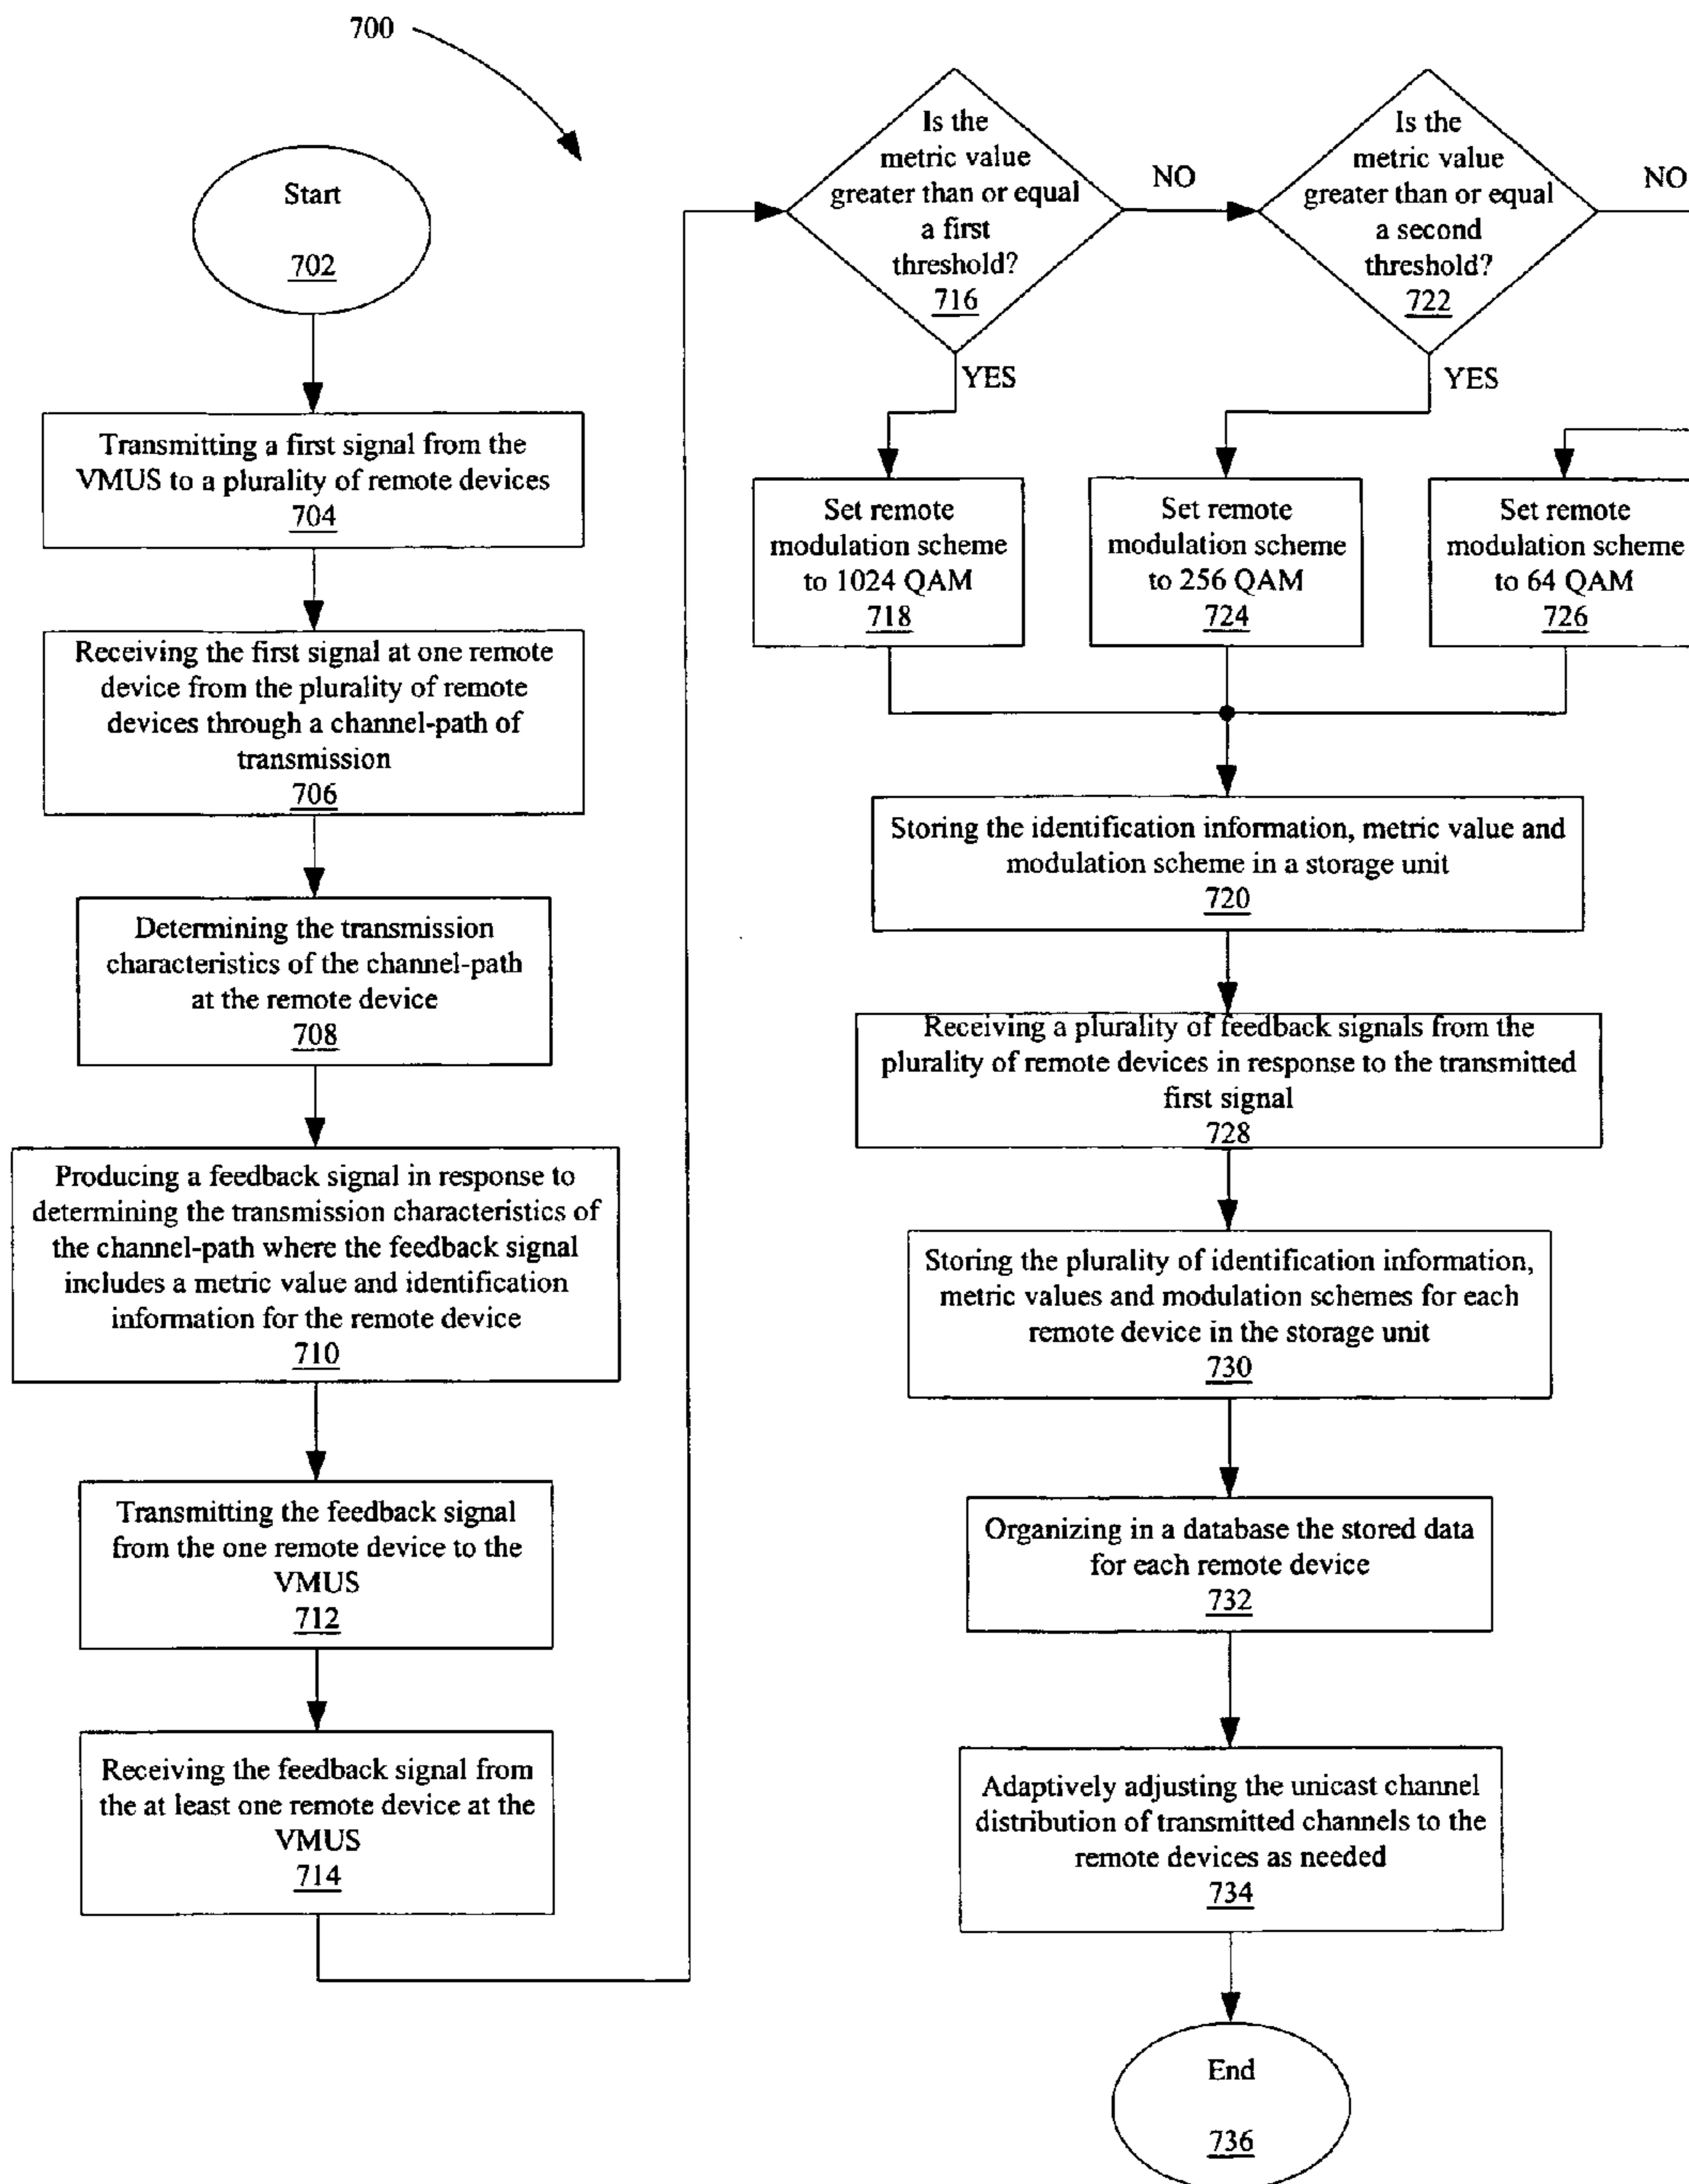 700
Start
702
Transmitting a first signal from the
VMUS to a plurality of remote devices
704
Receiving the first signal at one remote
device from the plurality of remote
devices through a channel-path of
transmission
706
Determining the transmission
characteristics of the channel-path
at the remote device
708
Producing a feedback signal in response to
determining the transmission characteristics of
the channel-path where the feedback signal
includes a metric value and identification
information for the remote device
710
Transmitting the feedback signal
from the one remote device to the
VMUS
712
Receiving the feedback signal from
the at least one remote device at the
VMUS
714
Is the
metric value
greater than or equal
a first
threshold?
716
NO
YES
Is the
metric value
greater than or equal
a second
threshold?
722
NO
YES
Set remote
modulation scheme
to 1024 QAM
718
Set remote
modulation scheme
to 256 QAM
724
Set remote
modulation scheme
to 64 QAM
726
Storing the identification information, metric value and
modulation scheme in a storage unit
720
Receiving a plurality of feedback signals from the
plurality of remote devices in response to the transmitted
first signal
728
Storing the plurality of identification information,
metric values and modulation schemes for each
remote device in the storage unit
730
Organizing in a database the stored data
for each remote device
732
Adaptively adjusting the unicast channel
distribution of transmitted channels to the
remote devices as needed
734
End
736